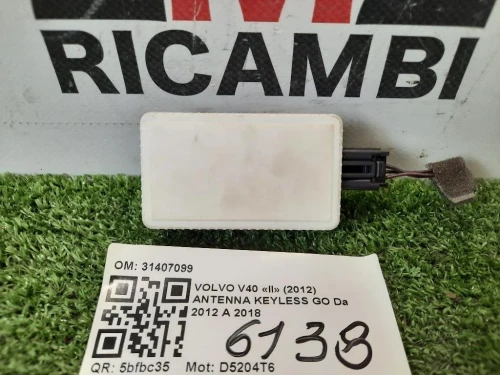 RICAMBI
OM: 31407099
VOLVO V40 «II» (2012)
ANTENNA KEYLESS GO Da
2012 A 2018
6138
QR: 5bfbc35 Mot: D5204T6